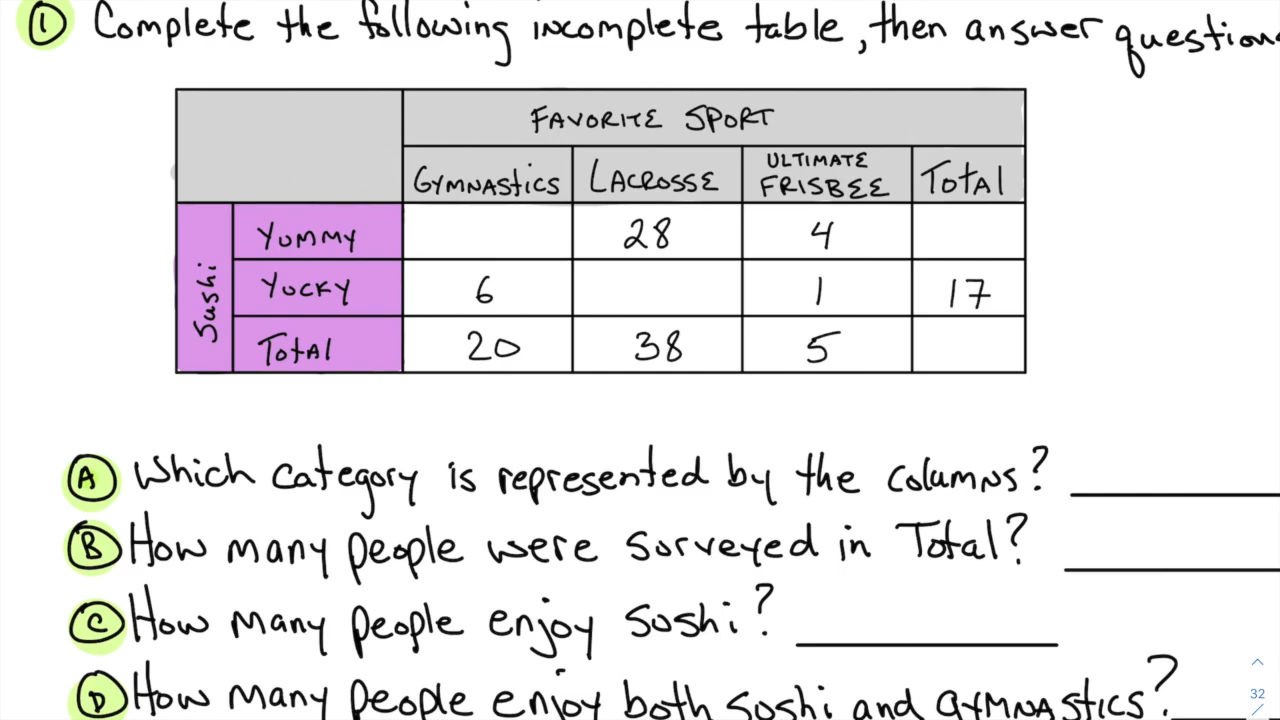 ① Complete the following incomplete table, then answer question
FAVORITE SPORT
GYMNASTICS LACROSSE ULTIMATE FRISBEE TOTAL
Sushi
YUMMY 28 4
YUCKY 6 1 17
TOTAL 20 38 5
Ⓐ Which category is represented by the columns?
Ⓑ How many people were surveyed in Total?
Ⓒ How many people enjoy sushi?
Ⓓ How many people enjoy both sushi and GYMNASTICS?
32